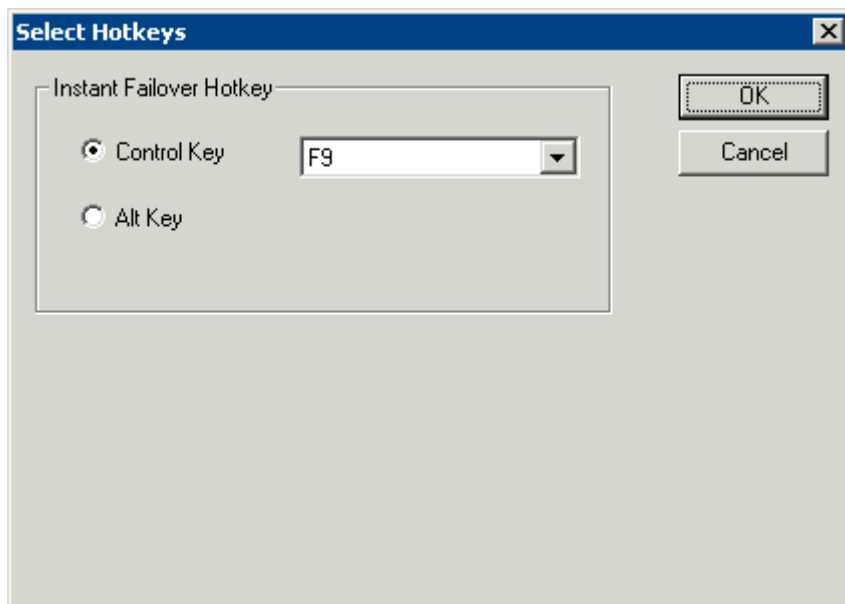 Select Hotkeys
Instant Failover Hotkey
OK
Control Key F9
Cancel
Alt Key